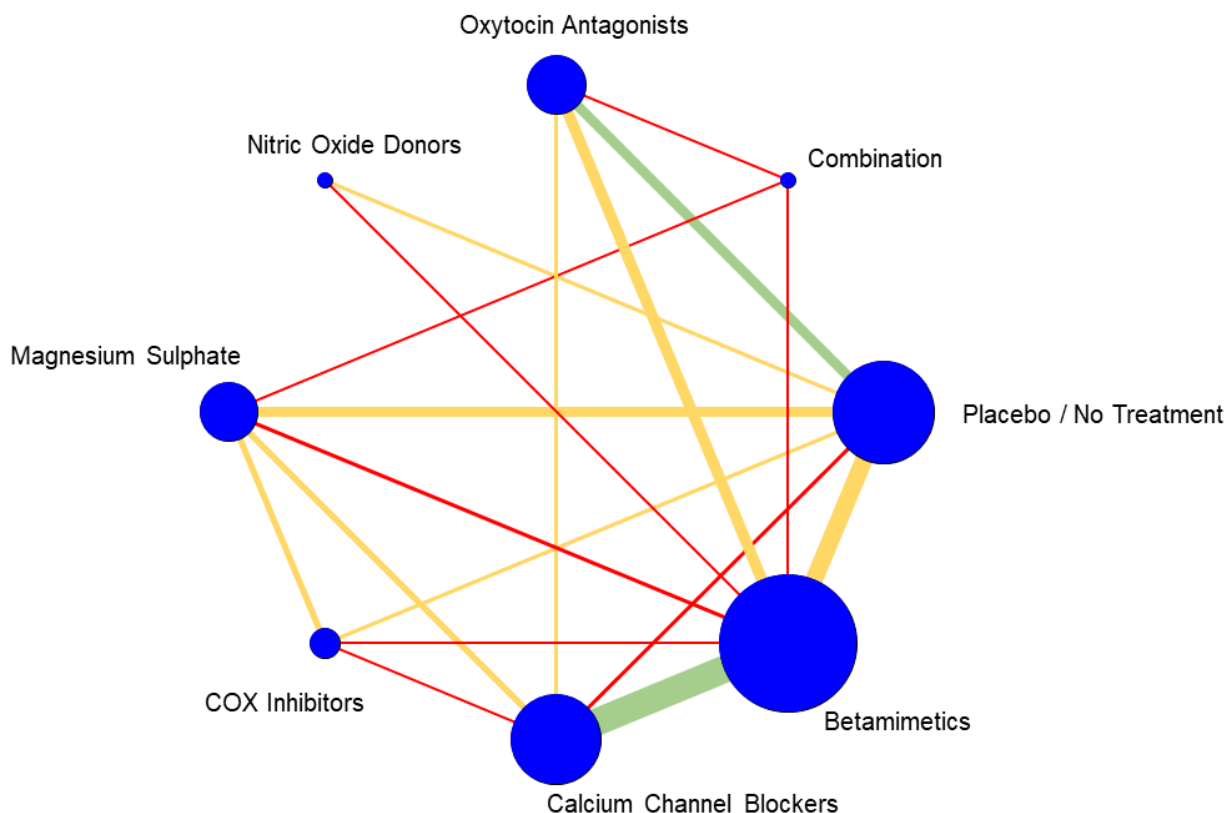 Oxytocin Antagonists
Nitric Oxide Donors
Combination
Magnesium Sulphate
Placebo / No Treatment
COX Inhibitors
Betamimetics
Calcium Channel Blockers